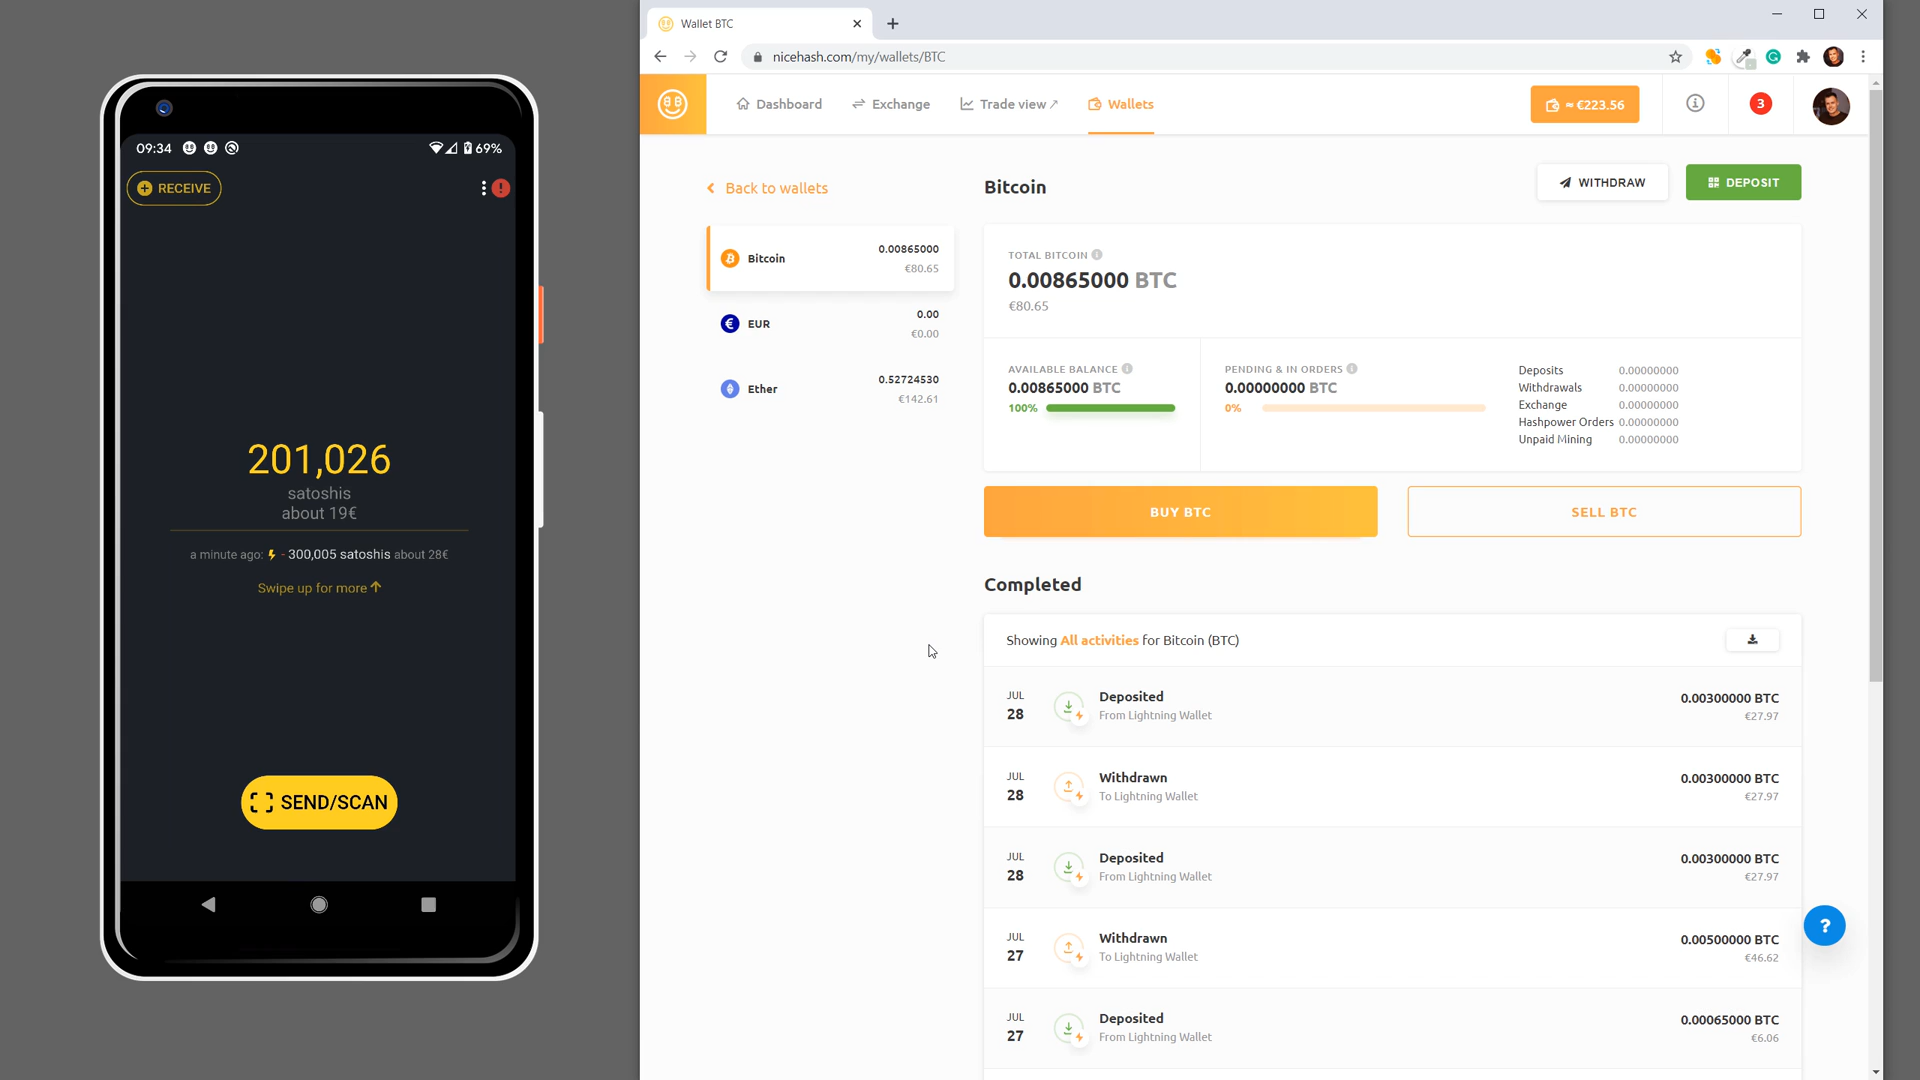 09:34
69%
RECEIVE
!
201,026
satoshis
about 19€
a minute ago: - 300,005 satoshis about 28€
Swipe up for more
SEND/SCAN
Wallet BTC
nicehash.com/my/wallets/BTC
Dashboard
Exchange
Trade view
Wallets
≈ €223.56
3
Back to wallets
Bitcoin
0.00865000
€80.65
EUR
0.00
€0.00
Ether
0.52724530
€142.61
Bitcoin
WITHDRAW
DEPOSIT
TOTAL BITCOIN
0.00865000 BTC
€80.65
AVAILABLE BALANCE
0.00865000 BTC
100%
PENDING & IN ORDERS
0.00000000 BTC
0%
Deposits 0.00000000
Withdrawals 0.00000000
Exchange 0.00000000
Hashpower Orders 0.00000000
Unpaid Mining 0.00000000
BUY BTC
SELL BTC
Completed
Showing All activities for Bitcoin (BTC)
JUL
28
Deposited
From Lightning Wallet
0.00300000 BTC
€27.97
JUL
28
Withdrawn
To Lightning Wallet
0.00300000 BTC
€27.97
JUL
28
Deposited
From Lightning Wallet
0.00300000 BTC
€27.97
JUL
27
Withdrawn
To Lightning Wallet
0.00500000 BTC
€46.62
JUL
27
Deposited
From Lightning Wallet
0.00065000 BTC
€6.06
?